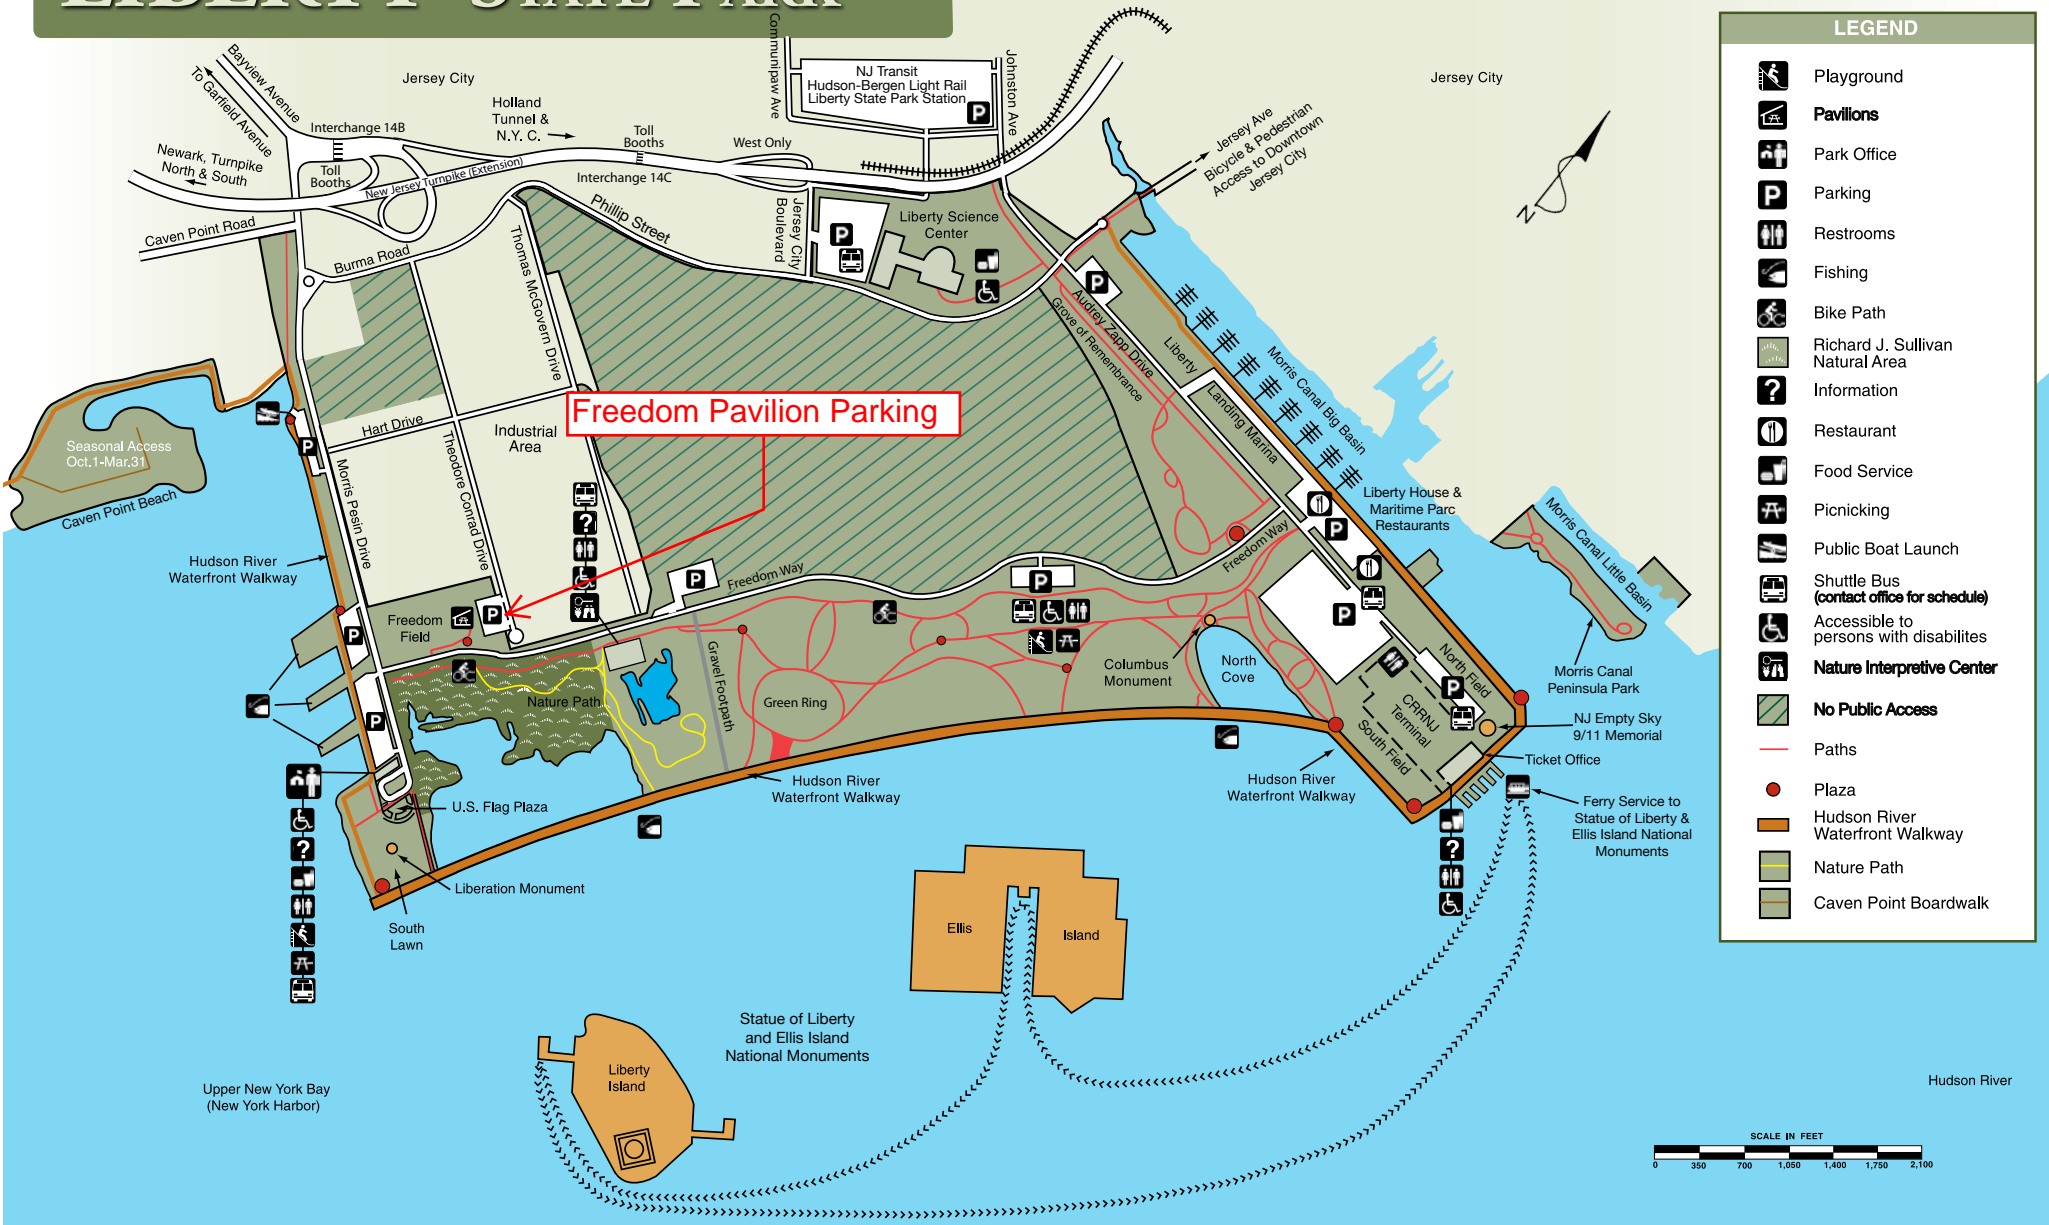 LIBERTY STATE PARK
Jersey City
Bayview Avenue
To Garfield Avenue
Newark, Turnpike
North & South
Interchange 14B
Toll
Booths
Holland
Tunnel &
N.Y. C.
Toll
Booths
West Only
New Jersey Turnpike (Extension)
Interchange 14C
Communipaw Ave
NJ Transit
Hudson-Bergen Light Rail
Liberty State Park Station
P
Johnston Ave
Jersey City
Jersey Ave
Bicycle & Pedestrian
Access to Downtown
Jersey City
N
Caven Point Road
Burma Road
Phillip Street
Thomas McGovern Drive
Jersey City
Boulevard
P
Liberty Science
Center
P
Audrey Zapp Drive
Grove of Remembrance
Liberty
Landing Marina
Morris Canal Big Basin
Freedom Pavilion Parking
Hart Drive
Industrial
Area
Theodore Conrad Drive
Morris Pesin Drive
P
Seasonal Access
Oct.1-Mar.31
Caven Point Beach
Hudson River
Waterfront Walkway
?
Liberty House &
Maritime Parc
Restaurants
P
Morris Canal Little Basin
Morris Canal
Peninsula Park
Freedom Way
Freedom Way
P
P
P
P
Freedom
Field
P
P
P
P
Nature Path
Gravel Footpath
Green Ring
Columbus
Monument
North
Cove
North Field
CRRNJ
Terminal
South Field
NJ Empty Sky
9/11 Memorial
Ticket Office
Hudson River
Waterfront Walkway
Hudson River
Waterfront Walkway
Ferry Service to
Statue of Liberty &
Ellis Island National
Monuments
?
U.S. Flag Plaza
?
Liberation Monument
South
Lawn
Ellis
Island
Statue of Liberty
and Ellis Island
National Monuments
Liberty
Island
Upper New York Bay
(New York Harbor)
Hudson River
SCALE IN FEET
0 350 700 1,050 1,400 1,750 2,100
LEGEND
Playground
Pavilions
Park Office
P Parking
Restrooms
Fishing
Bike Path
Richard J. Sullivan
Natural Area
? Information
Restaurant
Food Service
Picnicking
Public Boat Launch
Shuttle Bus
(contact office for schedule)
Accessible to
persons with disabilites
Nature Interpretive Center
No Public Access
Paths
Plaza
Hudson River
Waterfront Walkway
Nature Path
Caven Point Boardwalk